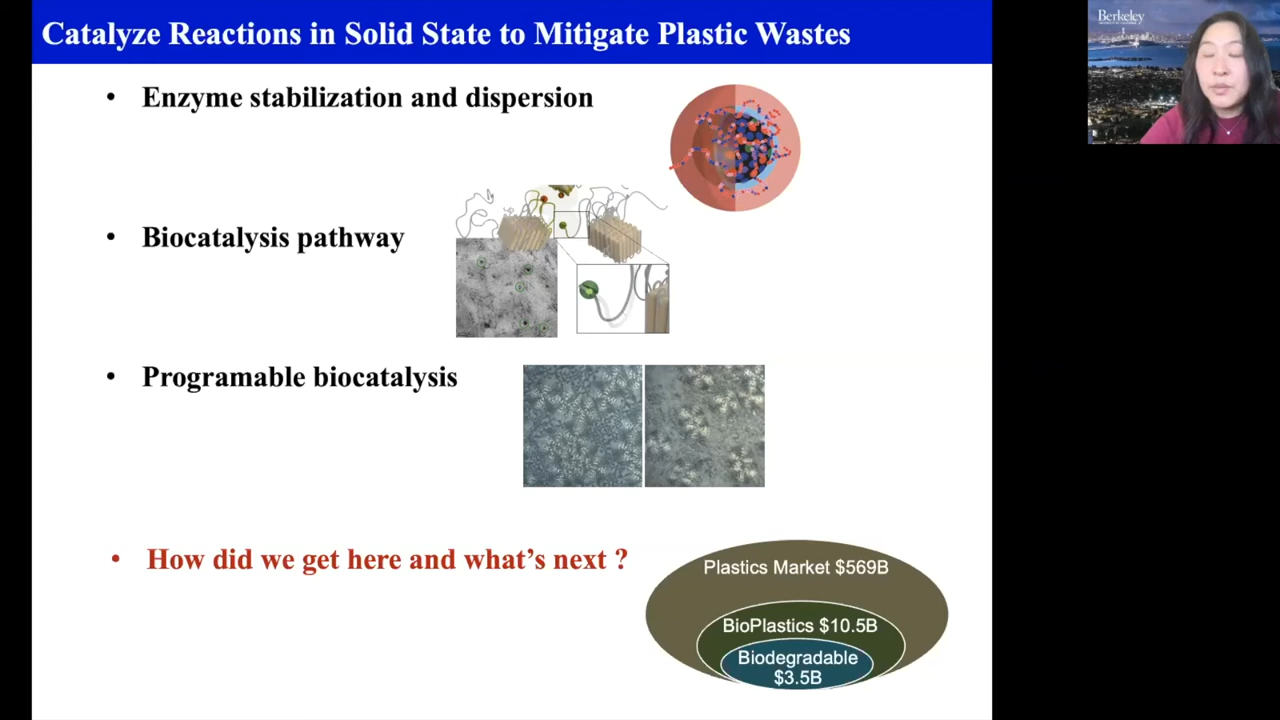 Catalyze Reactions in Solid State to Mitigate Plastic Wastes
Berkeley
• Enzyme stabilization and dispersion
• Biocatalysis pathway
• Programable biocatalysis
• How did we get here and what's next ?
Plastics Market $569B
BioPlastics $10.5B
Biodegradable
$3.5B